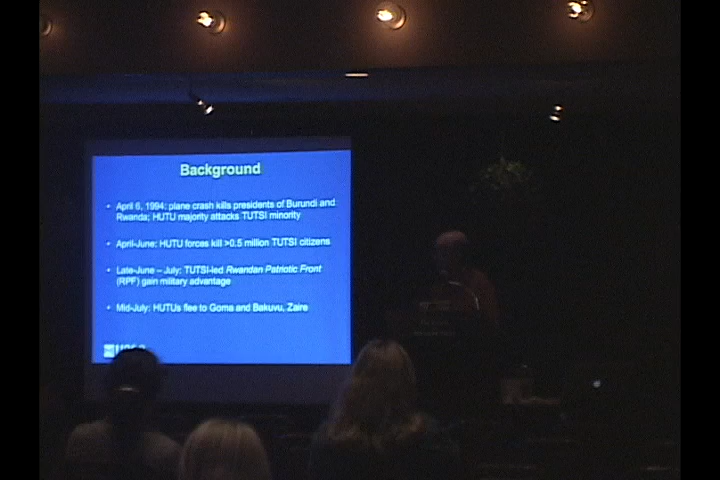 Background
• April 6, 1994: plane crash kills presidents of Burundi and
Rwanda; HUTU majority attacks TUTSI minority
• April-June: HUTU forces kill >0.5 million TUTSI citizens
• Late-June – July: TUTSI-led Rwandan Patriotic Front
(RPF) gain military advantage
• Mid-July: HUTUs flee to Goma and Bakuvu, Zaire